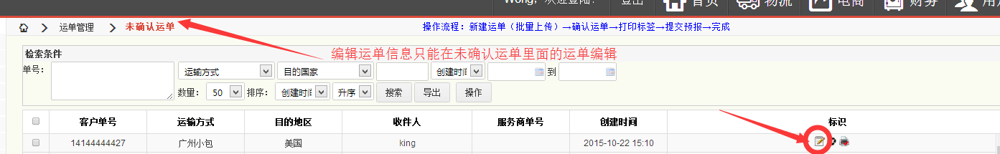 Wong, 欢迎登陆! 登出 首页 物流 电商 财务
运单管理 未确认运单 操作流程：新建运单（批量上传）→确认运单→打印标签→提交预报→完成
编辑运单信息只能在未确认运单里面的运单编辑
检索条件
单号： 运输方式 目的国家 创建时间 到
数量： 50 排序： 创建时间 升序 搜索 导出 操作
客户单号 运输方式 目的地区 收件人 服务商单号 创建时间 标识
14144444427 广州小包 美国 king 2015-10-22 15:10